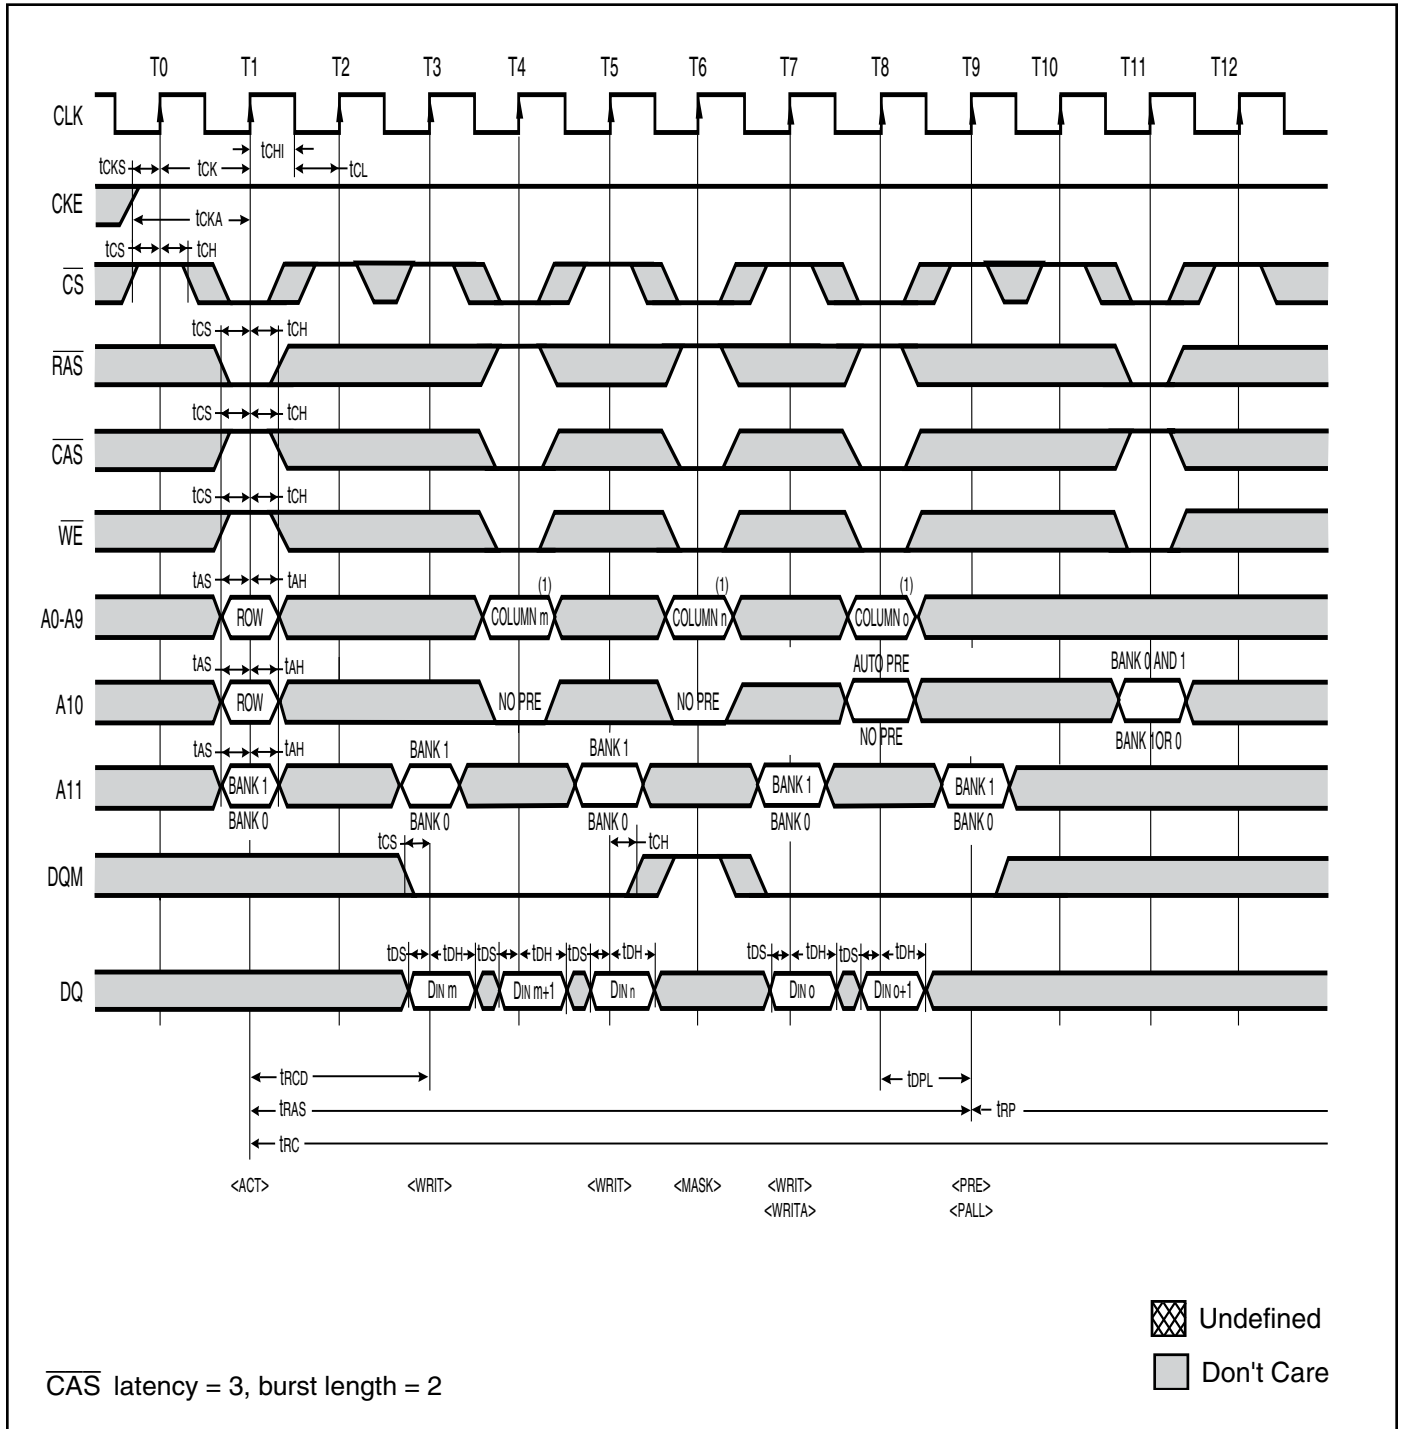 T0 T1 T2 T3 T4 T5 T6 T7 T8 T9 T10 T11 T12
CLK
tCHI
tCKS tCK tCL
CKE
tCKA
tCS tCH
CS
tCS tCH
RAS
tCS tCH
CAS
tCS tCH
WE
tAS tAH (1) (1) (1)
A0-A9 ROW COLUMN m COLUMN n COLUMN o
tAS tAH AUTO PRE BANK 0 AND 1
A10 ROW NO PRE NO PRE
NO PRE BANK 1OR 0
tAS tAH BANK 1 BANK 1
A11 BANK 1 BANK 1 BANK 1
BANK 0 BANK 0 BANK 0 BANK 0 BANK 0
tCS tCH
DQM
tDS tDH tDS tDH tDS tDH tDS tDH tDS tDH
DQ DIN m DIN m+1 DIN n DIN o DIN o+1
tRCD tDPL
tRAS tRP
tRC
<ACT> <WRIT> <WRIT> <MASK> <WRIT> <PRE>
<WRITA> <PALL>
Undefined
Don't Care
CAS latency = 3, burst length = 2